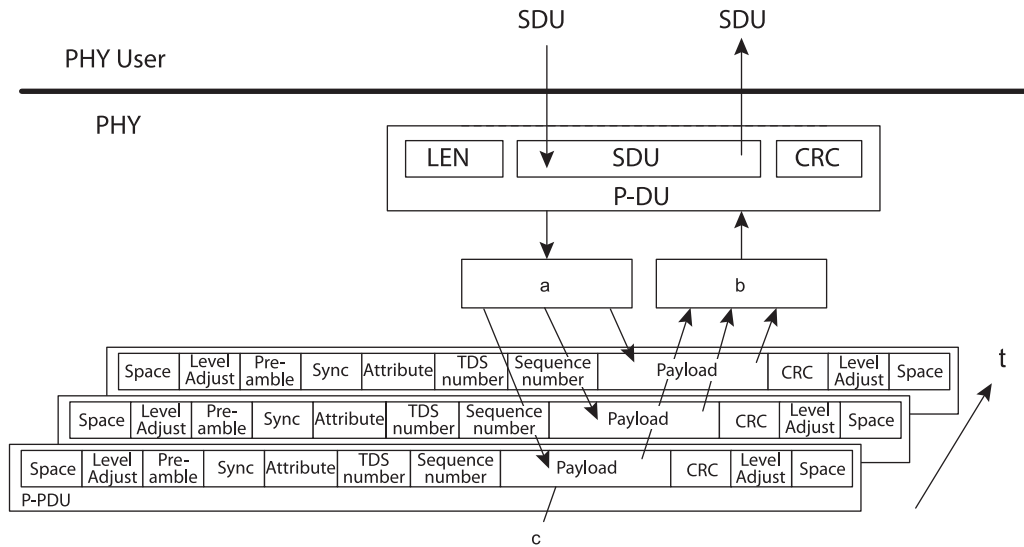 SDU SDU
PHY User
PHY
LEN SDU CRC
P-DU
a b
t
Space Level Adjust Pre-amble Sync Attribute TDS number Sequence number Payload CRC Level Adjust Space
Space Level Adjust Pre-amble Sync Attribute TDS number Sequence number Payload CRC Level Adjust Space
Space Level Adjust Pre-amble Sync Attribute TDS number Sequence number Payload CRC Level Adjust Space
P-PDU
c